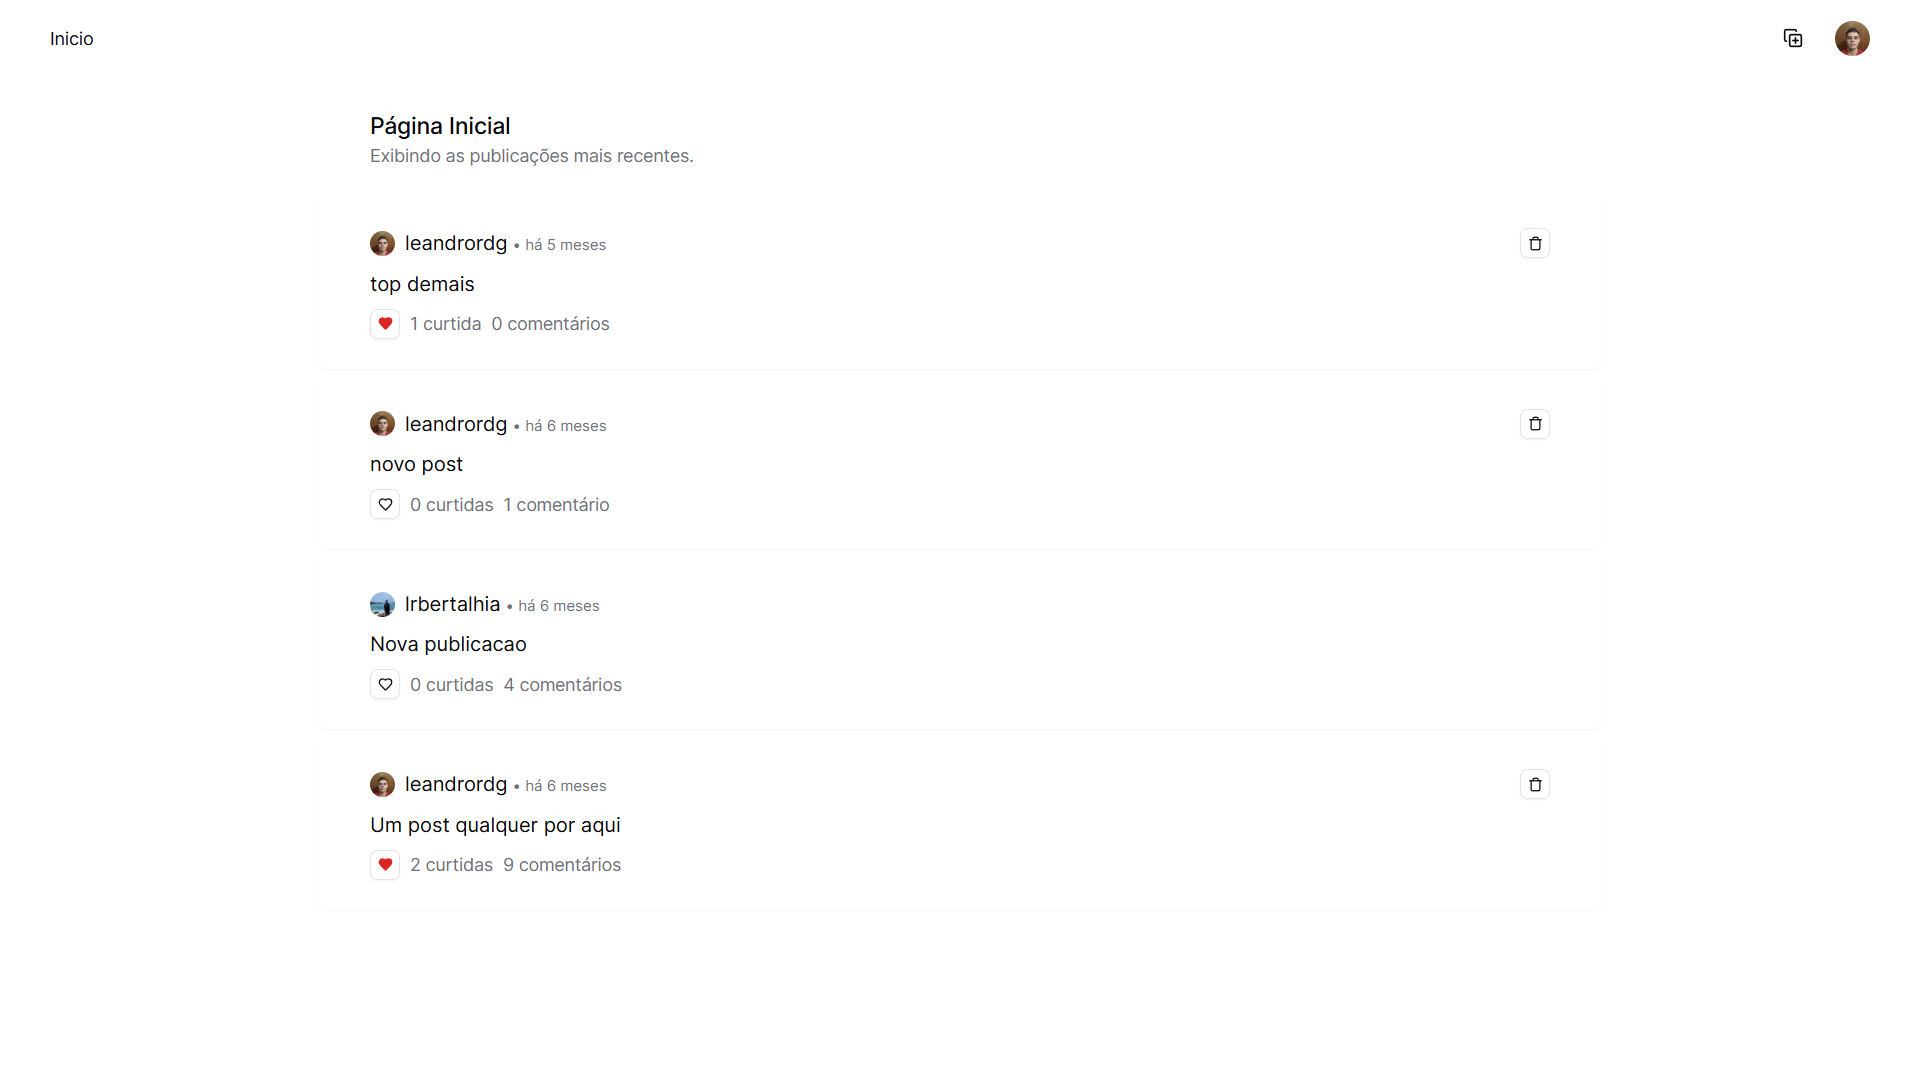 Inicio
Página Inicial
Exibindo as publicações mais recentes.
leandrordg • há 5 meses
top demais
1 curtida 0 comentários
leandrordg • há 6 meses
novo post
0 curtidas 1 comentário
lrbertalhia • há 6 meses
Nova publicacao
0 curtidas 4 comentários
leandrordg • há 6 meses
Um post qualquer por aqui
2 curtidas 9 comentários